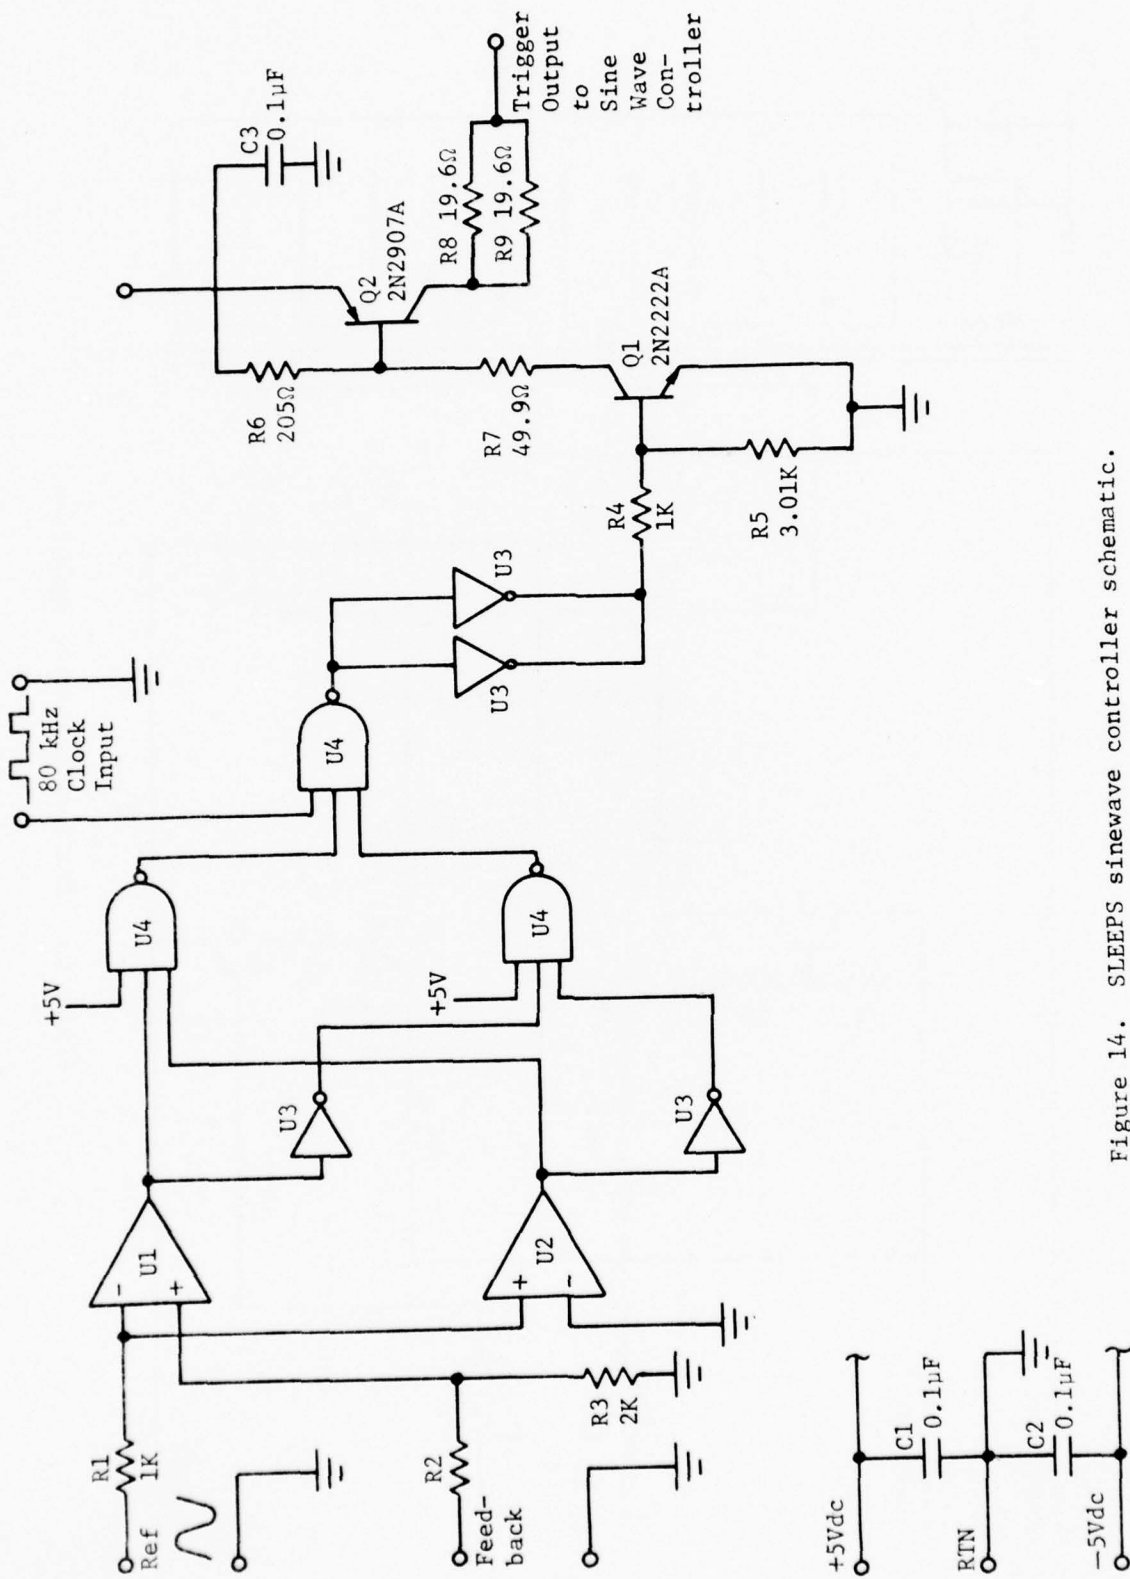 Ref
R1
1K
Feed-
back
R2
R3
2K
-
+
U1
+
-
U2
U3
U3
+5V
U4
+5V
U4
80 kHz
Clock
Input
U4
U3
U3
R4
1K
R5
3.01K
R6
205Ω
R7
49.9Ω
Q1
2N2222A
Q2
2N2907A
C3
0.1µF
R8 19.6Ω
R9 19.6Ω
Trigger
Output
to
Sine
Wave
Con-
troller
+5Vdc
C1
0.1µF
RTN
C2
0.1µF
-5Vdc
Figure 14. SLEEPS sinewave controller schematic.